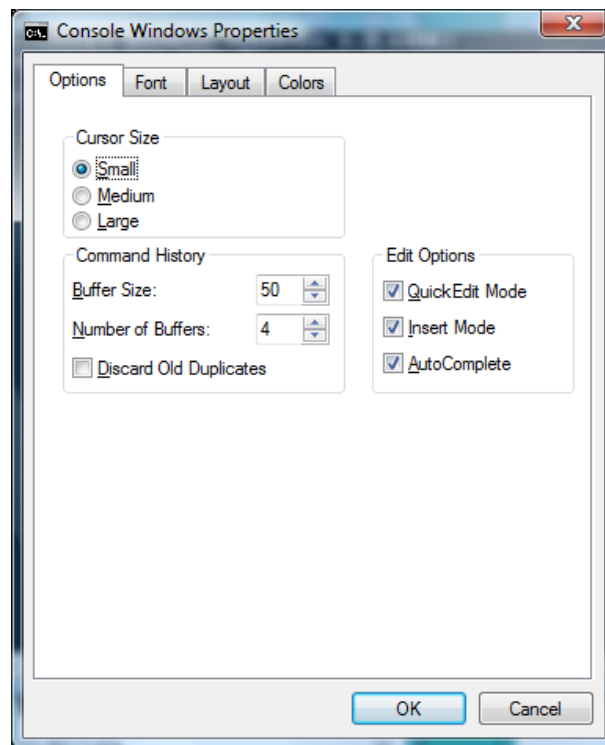 C:\.
Console Windows Properties
X
Options Font Layout Colors
Cursor Size
Small
Medium
Large
Command History
Buffer Size: 50
Number of Buffers: 4
Discard Old Duplicates
Edit Options
QuickEdit Mode
Insert Mode
AutoComplete
OK Cancel